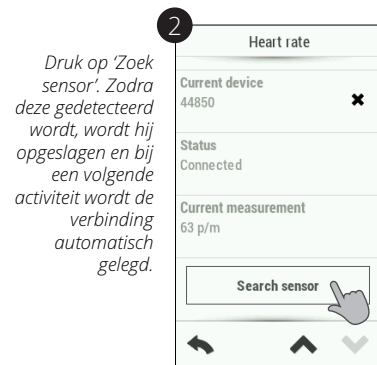 2
Druk op ‘Zoek
sensor’. Zodra
deze gedetecteerd
wordt, wordt hij
opgeslagen en bij
een volgende
activiteit wordt de
verbinding
automatisch
gelegd.
Heart rate
Current device
44850
Status
Connected
Current measurement
63 p/m
Search sensor